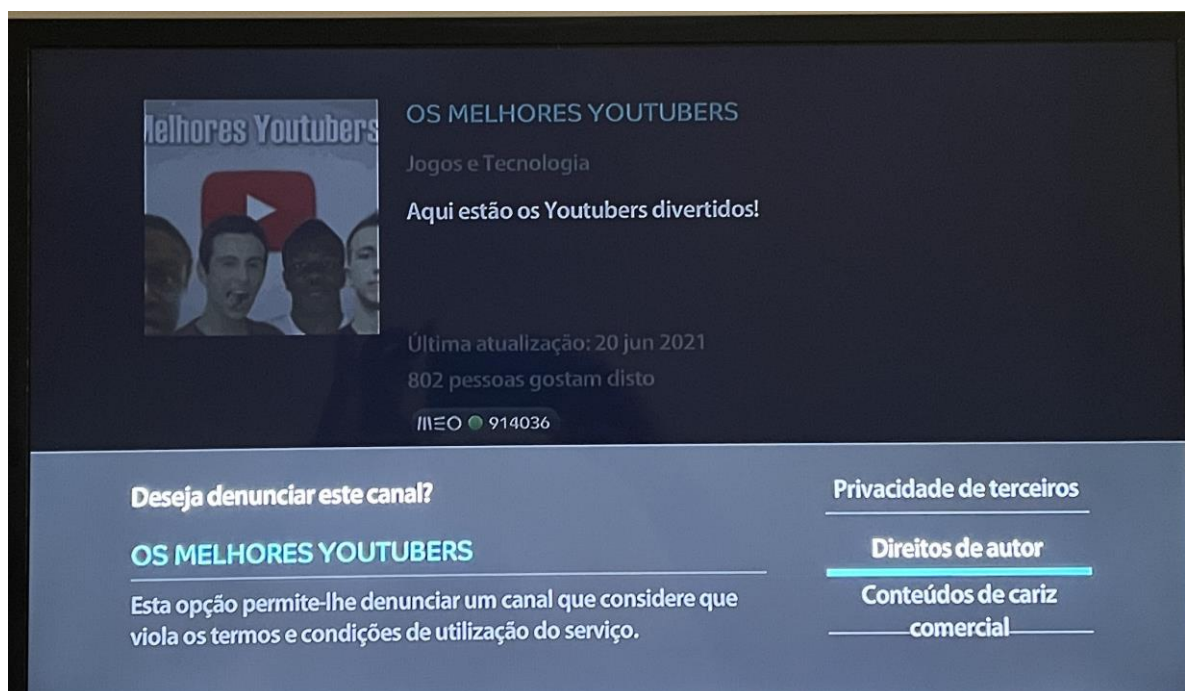 Melhores Youtubers
OS MELHORES YOUTUBERS
Jogos e Tecnologia
Aqui estão os Youtubers divertidos!
Última atualização: 20 jun 2021
802 pessoas gostam disto
MEO 914036
Deseja denunciar este canal?
OS MELHORES YOUTUBERS
Esta opção permite-lhe denunciar um canal que considere que
viola os termos e condições de utilização do serviço.
Privacidade de terceiros
Direitos de autor
Conteúdos de cariz
comercial